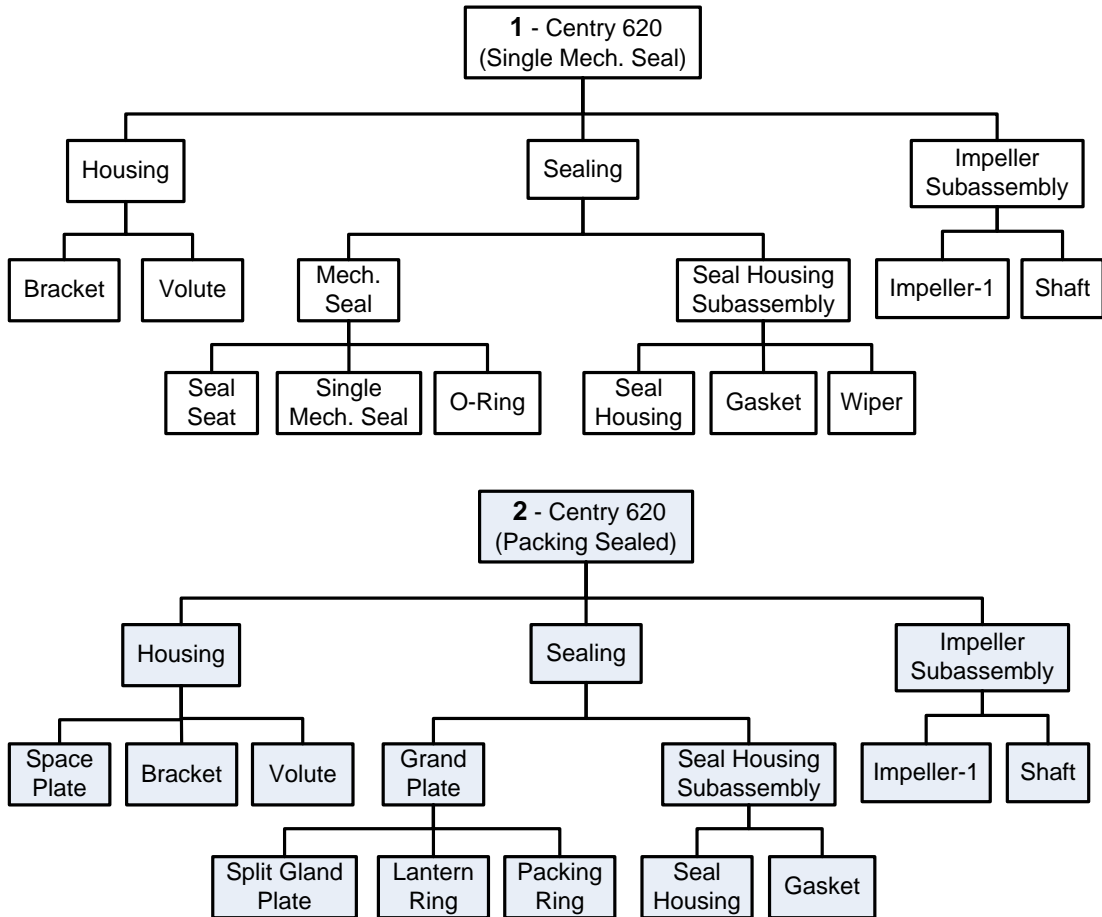 1 - Centry 620
(Single Mech. Seal)
Housing
Sealing
Impeller
Subassembly
Bracket
Volute
Mech.
Seal
Seal Housing
Subassembly
Impeller-1
Shaft
Seal
Seat
Single
Mech. Seal
O-Ring
Seal
Housing
Gasket
Wiper
2 - Centry 620
(Packing Sealed)
Housing
Sealing
Impeller
Subassembly
Space
Plate
Bracket
Volute
Grand
Plate
Seal Housing
Subassembly
Impeller-1
Shaft
Split Gland
Plate
Lantern
Ring
Packing
Ring
Seal
Housing
Gasket